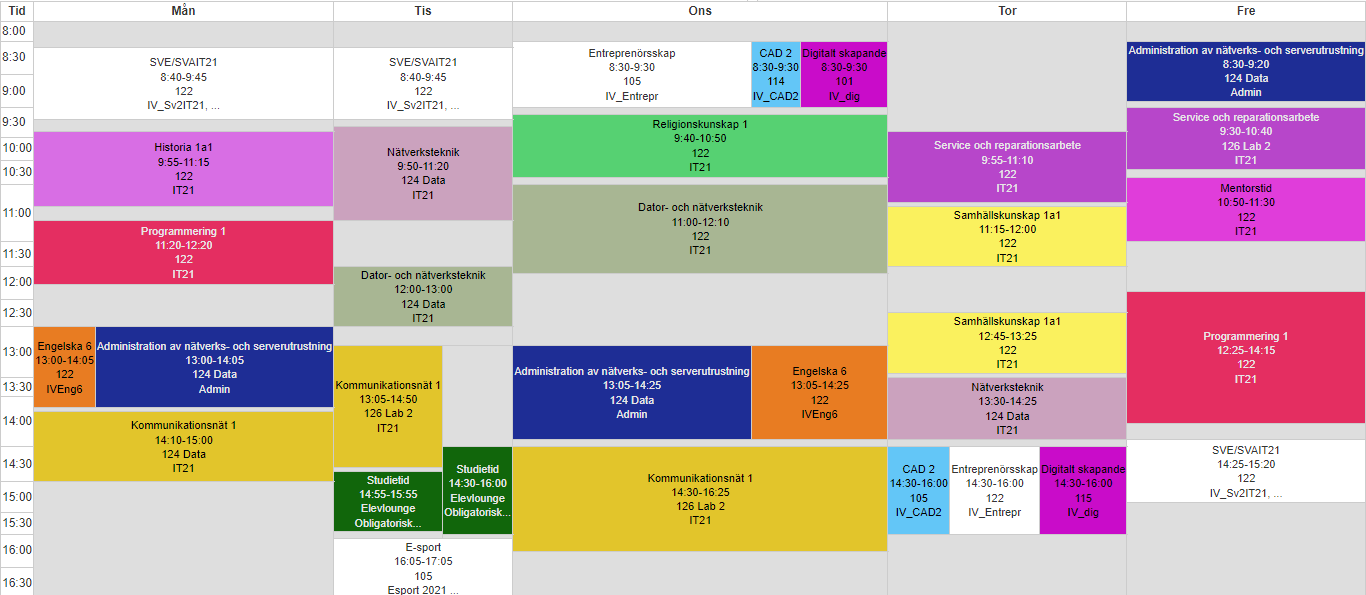 Tid
Mån
Tis
Ons
Tor
Fre
8:00
8:30
9:00
9:30
10:00
10:30
11:00
11:30
12:00
12:30
13:00
13:30
14:00
14:30
15:00
15:30
16:00
16:30
SVE/SVAIT21
8:40-9:45
122
IV_Sv2IT21, ...
Historia 1a1
9:55-11:15
122
IT21
Programmering 1
11:20-12:20
122
IT21
Engelska 6
13:00-14:05
122
IVEng6
Administration av nätverks- och serverutrustning
13:00-14:05
124 Data
Admin
Kommunikationsnät 1
14:10-15:00
124 Data
IT21
SVE/SVAIT21
8:40-9:45
122
IV_Sv2IT21, ...
Nätverksteknik
9:50-11:20
124 Data
IT21
Dator- och nätverksteknik
12:00-13:00
124 Data
IT21
Kommunikationsnät 1
13:05-14:50
126 Lab 2
IT21
Studietid
14:30-16:00
Elevlounge
Obligatorisk...
Studietid
14:55-15:55
Elevlounge
Obligatorisk...
E-sport
16:05-17:05
105
Esport 2021 ...
Entreprenörsskap
8:30-9:30
105
IV_Entrepr
CAD 2
8:30-9:30
114
IV_CAD2
Digitalt skapande
8:30-9:30
101
IV_dig
Religionskunskap 1
9:40-10:50
122
IT21
Dator- och nätverksteknik
11:00-12:10
122
IT21
Administration av nätverks- och serverutrustning
13:05-14:25
124 Data
Admin
Engelska 6
13:05-14:25
122
IVEng6
Kommunikationsnät 1
14:30-16:25
126 Lab 2
IT21
Service och reparationsarbete
9:55-11:10
122
IT21
Samhällskunskap 1a1
11:15-12:00
122
IT21
Samhällskunskap 1a1
12:45-13:25
122
IT21
Nätverksteknik
13:30-14:25
124 Data
IT21
CAD 2
14:30-16:00
105
IV_CAD2
Entreprenörsskap
14:30-16:00
122
IV_Entrepr
Digitalt skapande
14:30-16:00
115
IV_dig
Administration av nätverks- och serverutrustning
8:30-9:20
124 Data
Admin
Service och reparationsarbete
9:30-10:40
126 Lab 2
IT21
Mentorstid
10:50-11:30
122
IT21
Programmering 1
12:25-14:15
122
IT21
SVE/SVAIT21
14:25-15:20
122
IV_Sv2IT21, ...